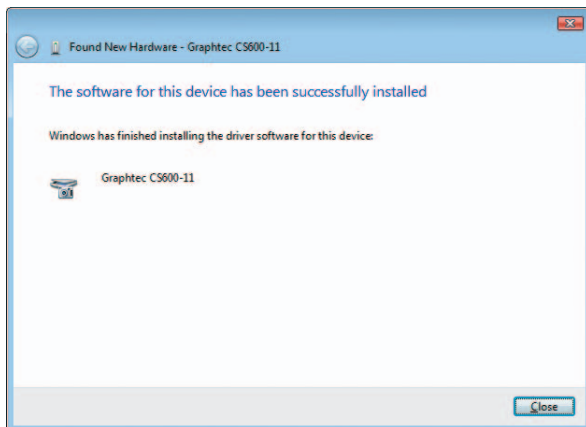 Found New Hardware - Graphtec CS600-11
The software for this device has been successfully installed
Windows has finished installing the driver software for this device:
Graphtec CS600-11
Close